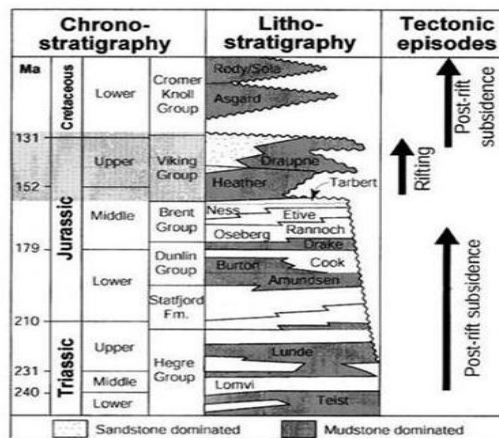 Chrono-
stratigraphy
Litho-
stratigraphy
Tectonic
episodes
Ma
Cretaceous
Lower
Cromer
Knoll
Group
Rødy/Sola
Asgard
Post-rift
subsidence
131
Jurassic
Upper
Viking
Group
Draupne
Heather
Tarbert
Rifting
152
Middle
Brent
Group
Ness
Etive
Oseberg
Rannoch
179
Drake
Lower
Dunlin
Group
Burton
Cook
Amundsen
Statfjord
Fm.
Post-rift subsidence
210
Triassic
Upper
Hegre
Group
Lunde
231
Middle
Lomvi
240
Lower
Teist
Sandstone dominated
Mudstone dominated